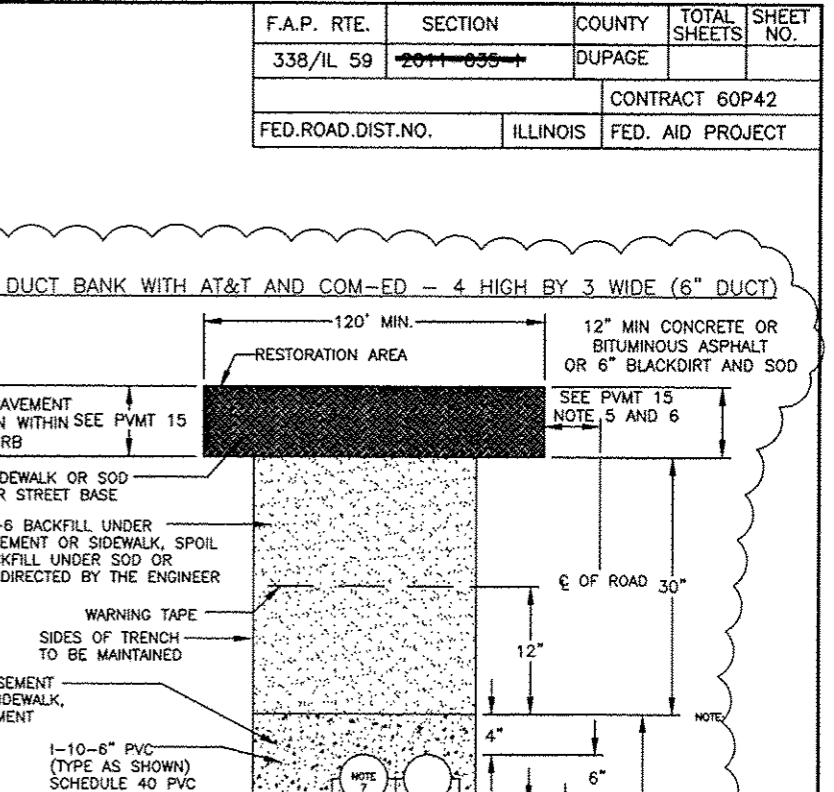 F.A.P. RTE. SECTION COUNTY TOTAL SHEETS SHEET NO.
338/IL 59 2011-035-I DUPAGE
CONTRACT 60P42
FED.ROAD.DIST.NO. ILLINOIS FED. AID PROJECT
DUCT BANK WITH AT&T AND COM-ED - 4 HIGH BY 3 WIDE (6" DUCT)
120' MIN.
RESTORATION AREA
12" MIN CONCRETE OR
BITUMINOUS ASPHALT
OR 6" BLACKDIRT AND SOD
AVEMENT
N WITHIN
RB
SEE PVMT 15
SEE PVMT 15
NOTE 5 AND 6
DEWALK OR SOD
R STREET BASE
-6 BACKFILL UNDER
EMENT OR SIDEWALK, SPOIL
KFILL UNDER SOD OR
DIRECTED BY THE ENGINEER
℄ OF ROAD
30"
WARNING TAPE
SIDES OF TRENCH
TO BE MAINTAINED
12"
SEMENT
IDEWALK,
MENT
NOTE
4"
I-10-6" PVC
(TYPE AS SHOWN)
SCHEDULE 40 PVC
NOTE
7
6"